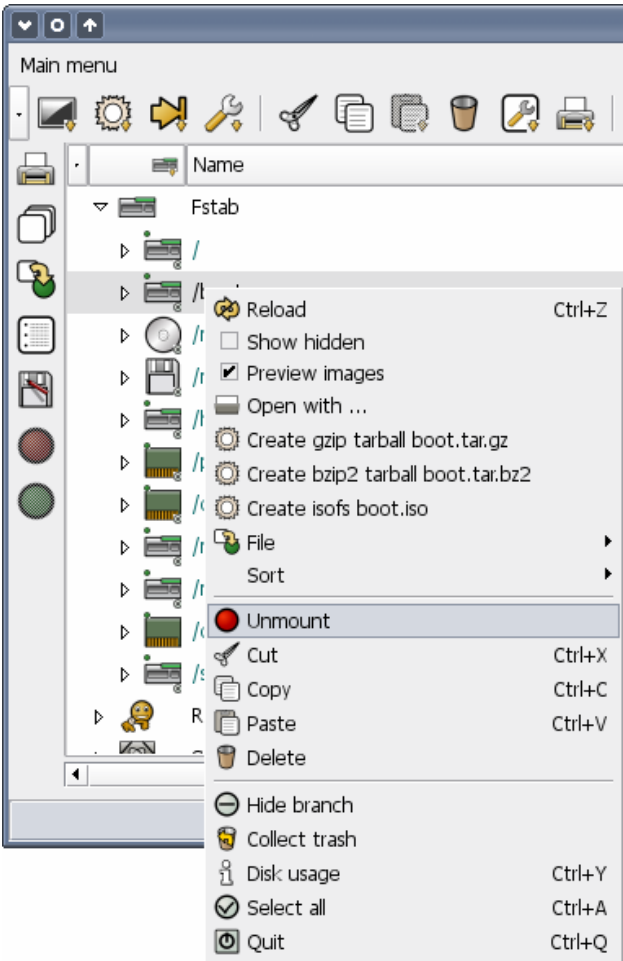 Main menu
Name
Fstab
/
Reload Ctrl+Z
Show hidden
Preview images
Open with ...
Create gzip tarball boot.tar.gz
Create bzip2 tarball boot.tar.bz2
Create isofs boot.iso
File
Sort
Unmount
Cut Ctrl+X
Copy Ctrl+C
Paste Ctrl+V
Delete
Hide branch
Collect trash
Disk usage Ctrl+Y
Select all Ctrl+A
Quit Ctrl+Q